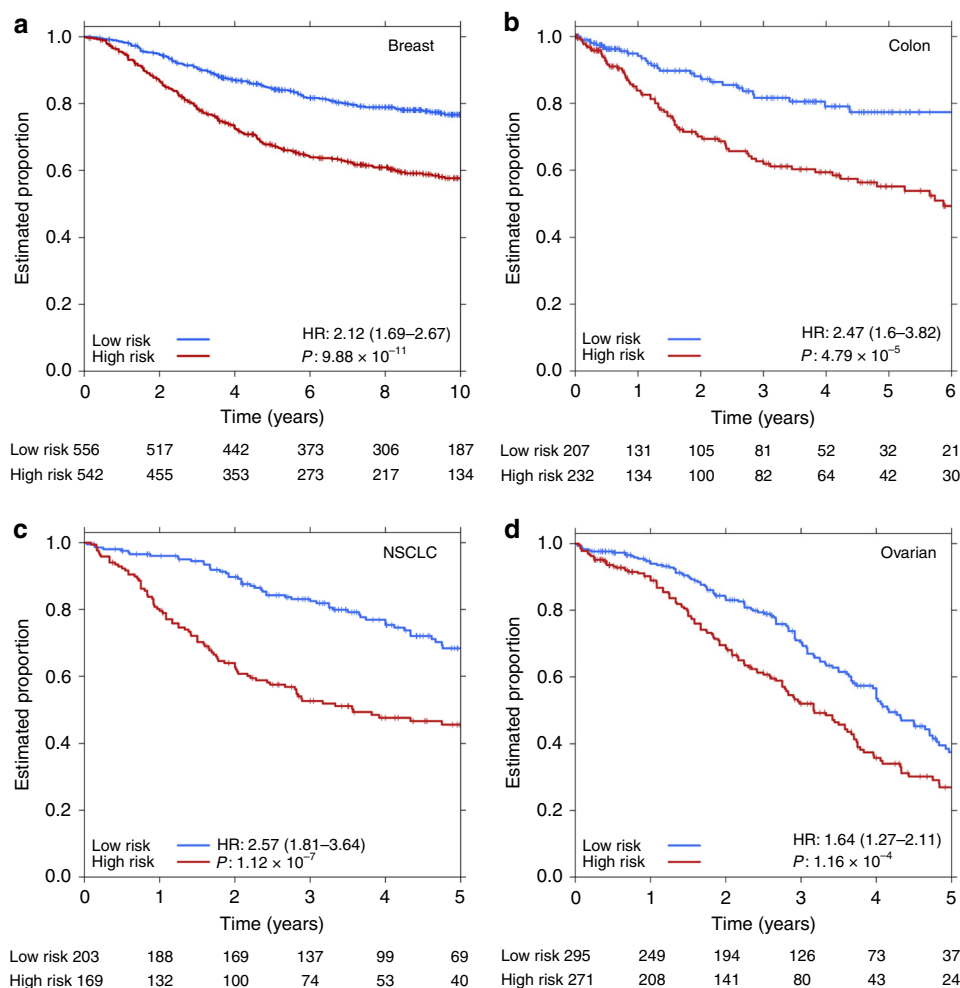 a
Breast
Estimated proportion
1.0
0.8
0.6
0.4
0.2
0.0
Low risk
High risk
HR: 2.12 (1.69–2.67)
P: 9.88 × 10⁻¹¹
0 2 4 6 8 10
Time (years)
Low risk 556 517 442 373 306 187
High risk 542 455 353 273 217 134
b
Colon
Estimated proportion
1.0
0.8
0.6
0.4
0.2
0.0
Low risk
High risk
HR: 2.47 (1.6–3.82)
P: 4.79 × 10⁻⁵
0 1 2 3 4 5 6
Time (years)
Low risk 207 131 105 81 52 32 21
High risk 232 134 100 82 64 42 30
c
NSCLC
Estimated proportion
1.0
0.8
0.6
0.4
0.2
0.0
Low risk
High risk
HR: 2.57 (1.81–3.64)
P: 1.12 × 10⁻⁷
0 1 2 3 4 5
Time (years)
Low risk 203 188 169 137 99 69
High risk 169 132 100 74 53 40
d
Ovarian
Estimated proportion
1.0
0.8
0.6
0.4
0.2
0.0
Low risk
High risk
HR: 1.64 (1.27–2.11)
P: 1.16 × 10⁻⁴
0 1 2 3 4 5
Time (years)
Low risk 295 249 194 126 73 37
High risk 271 208 141 80 43 24